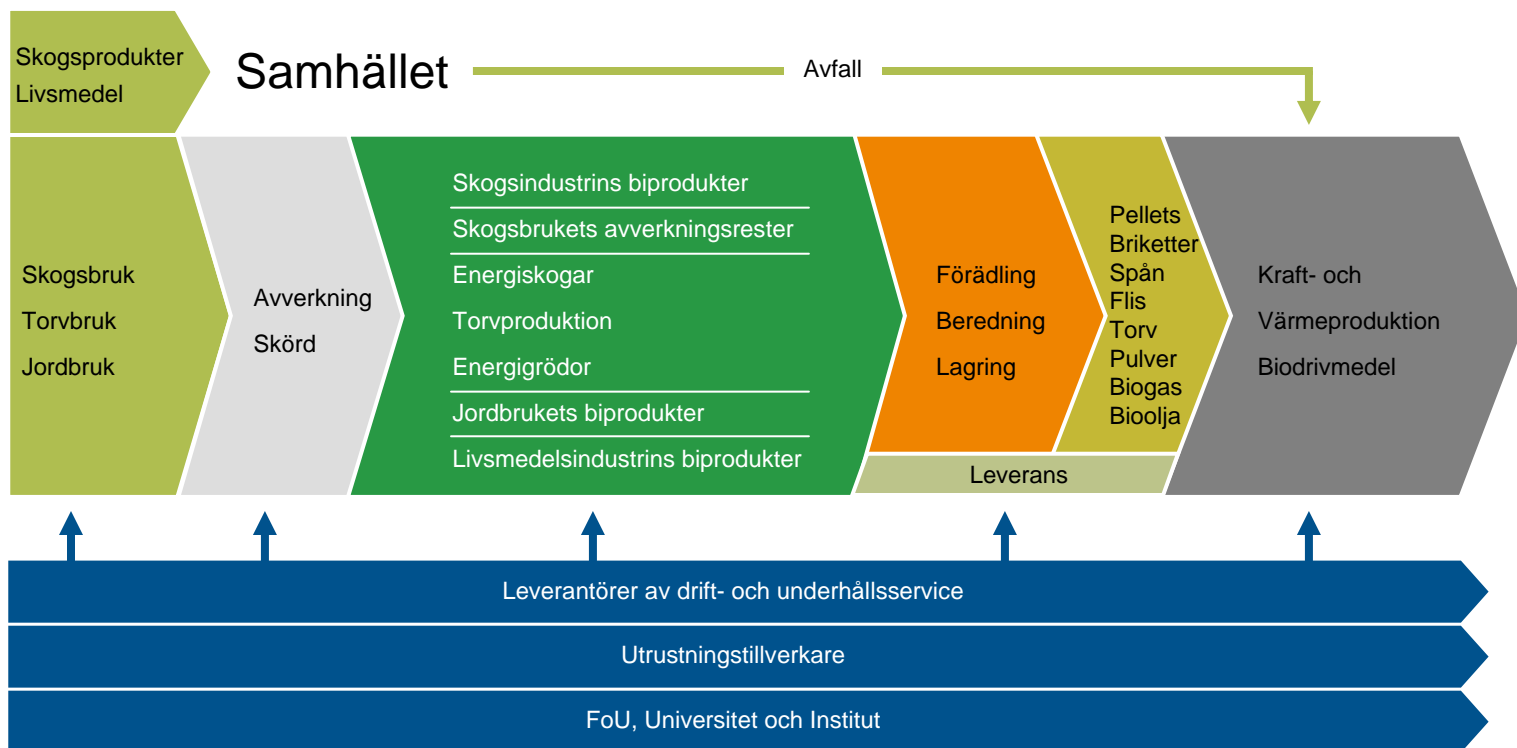 Skogsprodukter
Livsmedel
Samhället
Avfall
Skogsbruk
Torvbruk
Jordbruk
Avverkning
Skörd
Skogsindustrins biprodukter
Skogsbrukets avverkningsrester
Energiskogar
Torvproduktion
Energigrödor
Jordbrukets biprodukter
Livsmedelsindustrins biprodukter
Förädling
Beredning
Lagring
Pellets
Briketter
Spån
Flis
Torv
Pulver
Biogas
Bioolja
Leverans
Kraft- och
Värmeproduktion
Biodrivmedel
Leverantörer av drift- och underhållsservice
Utrustningstillverkare
FoU, Universitet och Institut